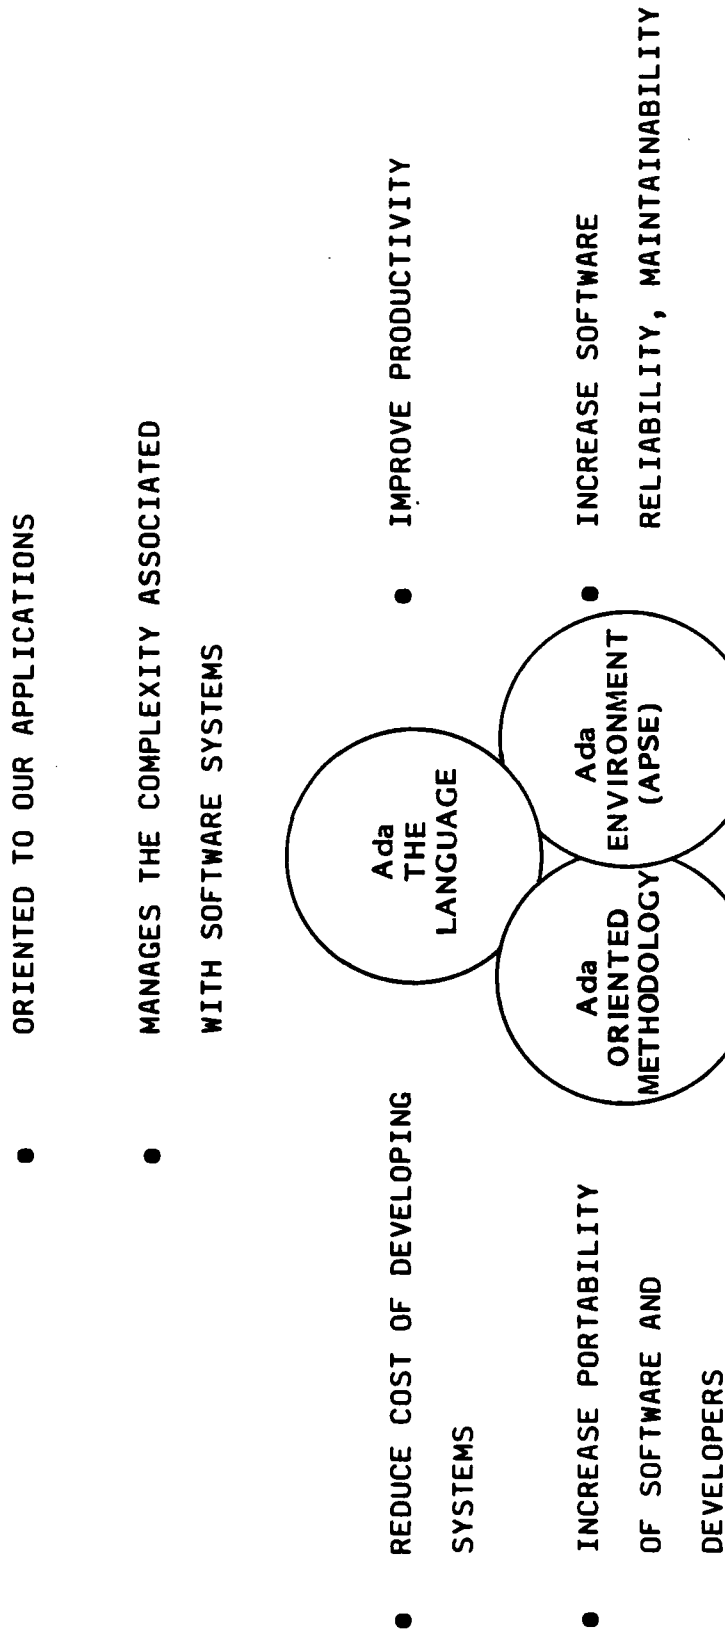 ● ORIENTED TO OUR APPLICATIONS
● MANAGES THE COMPLEXITY ASSOCIATED
WITH SOFTWARE SYSTEMS
● REDUCE COST OF DEVELOPING
SYSTEMS
● INCREASE PORTABILITY
OF SOFTWARE AND
DEVELOPERS
Ada
THE
LANGUAGE
Ada
ORIENTED
METHODOLOGY
Ada
ENVIRONMENT
(APSE)
● IMPROVE PRODUCTIVITY
● INCREASE SOFTWARE
RELIABILITY, MAINTAINABILITY